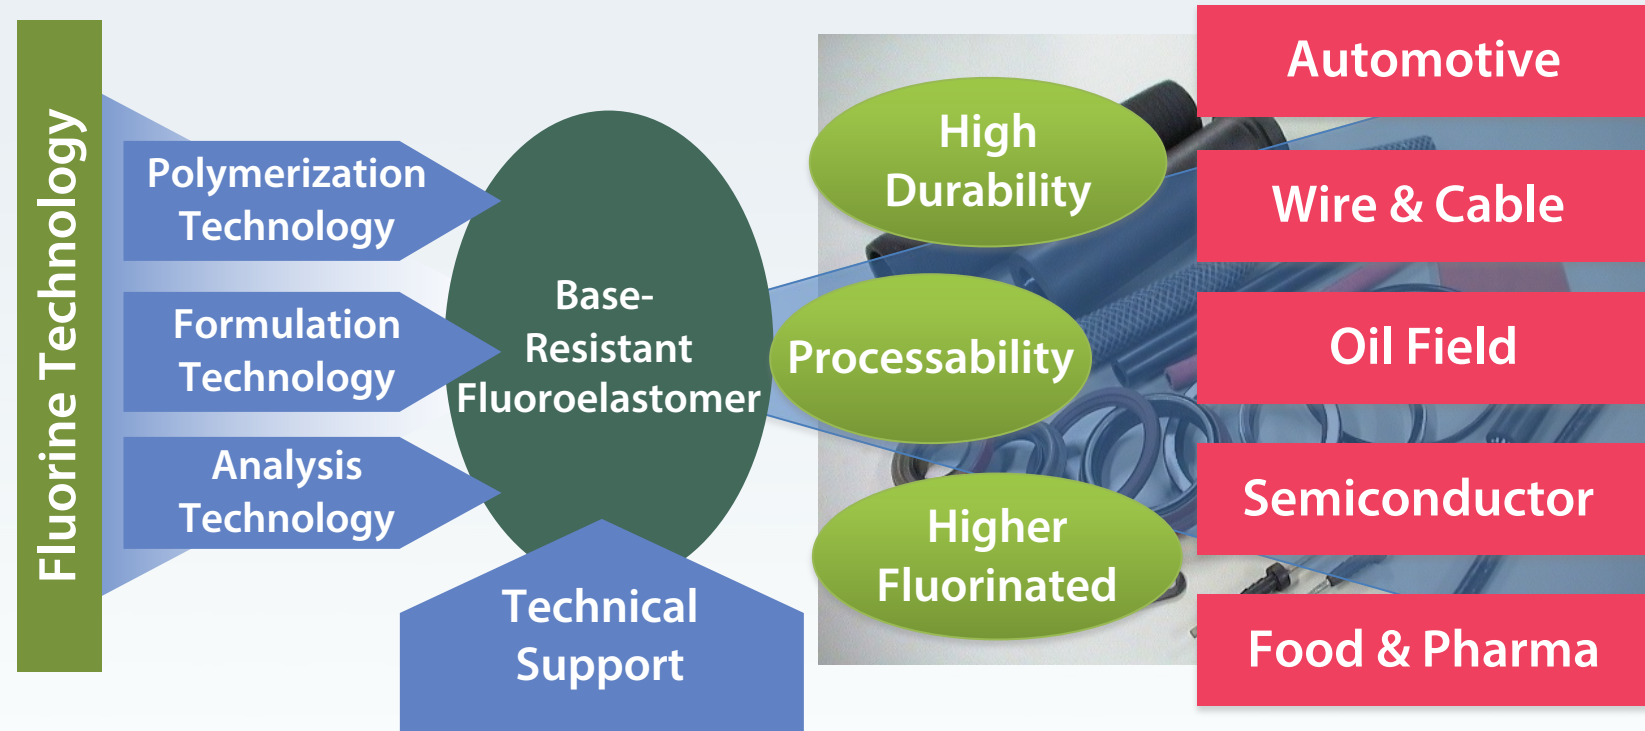 Fluorine Technology
Polymerization
Technology
Formulation
Technology
Analysis
Technology
Base-
Resistant
Fluoroelastomer
Technical
Support
High
Durability
Processability
Higher
Fluorinated
Automotive
Wire & Cable
Oil Field
Semiconductor
Food & Pharma